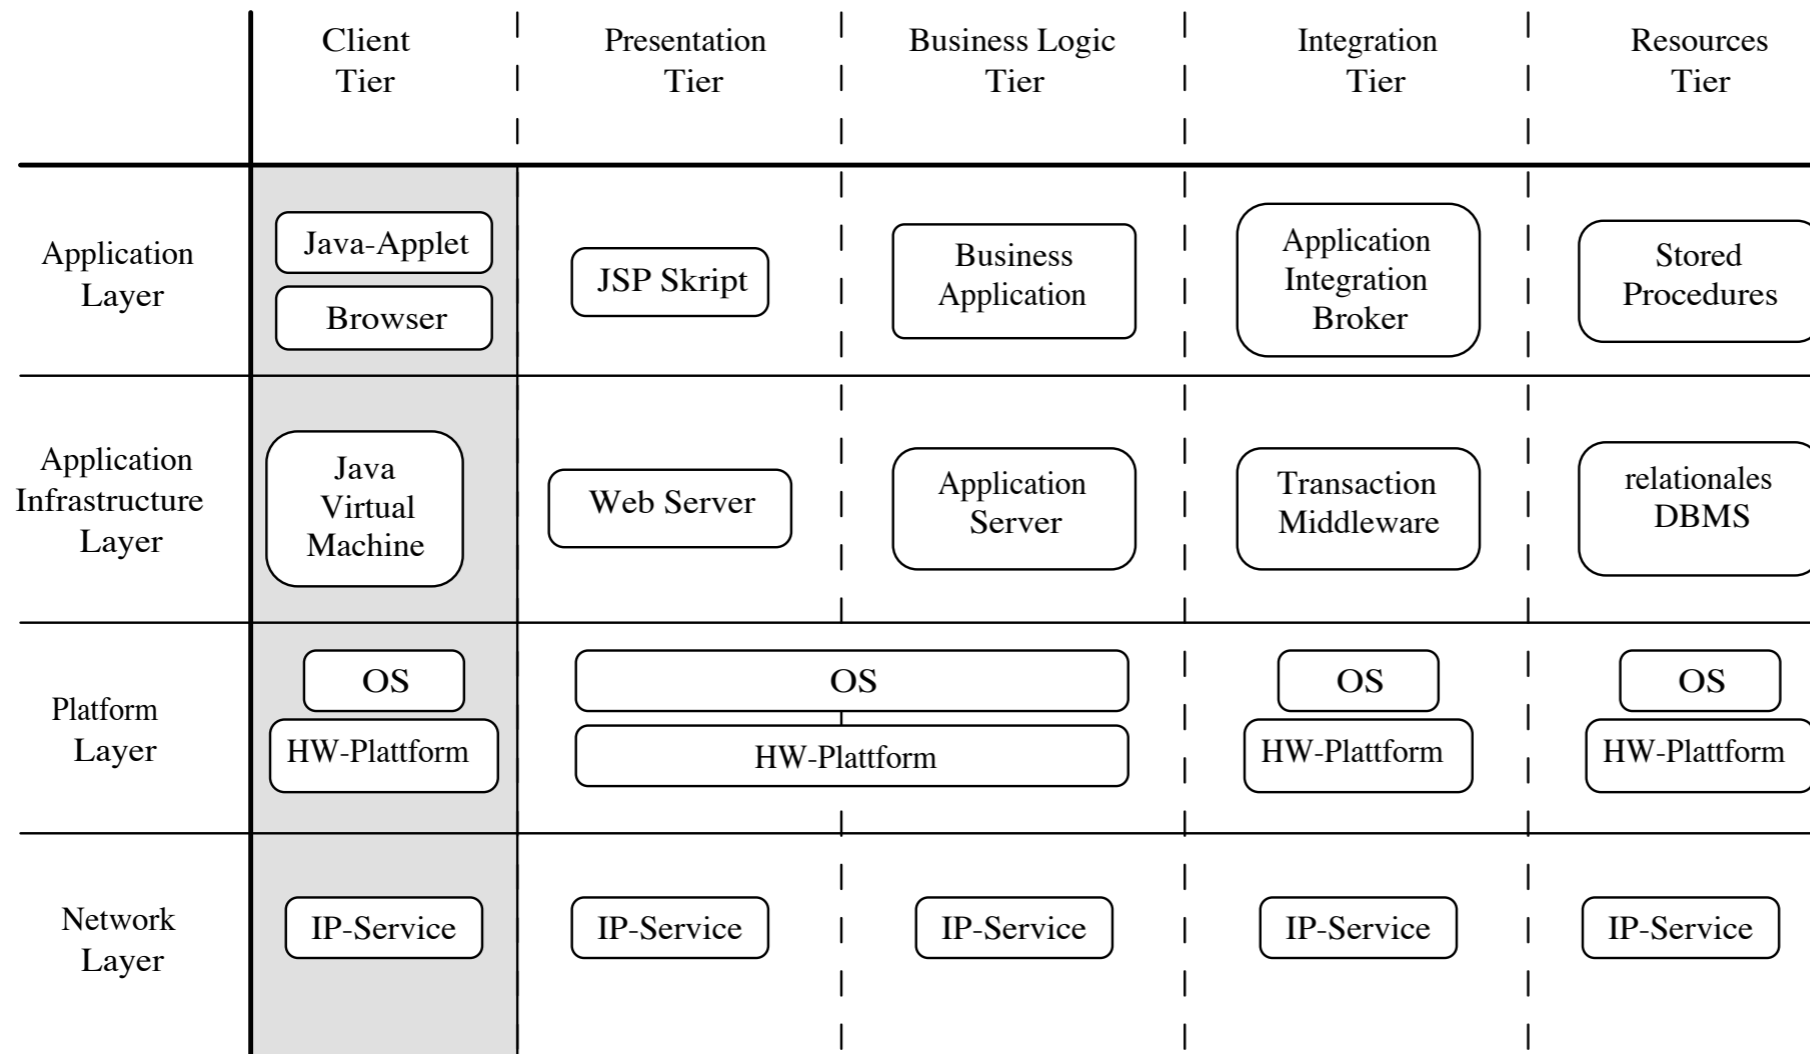 Client
Tier
Presentation
Tier
Business Logic
Tier
Integration
Tier
Resources
Tier
Application
Layer
Java-Applet
Browser
JSP Skript
Business
Application
Application
Integration
Broker
Stored
Procedures
Application
Infrastructure
Layer
Java
Virtual
Machine
Web Server
Application
Server
Transaction
Middleware
relationales
DBMS
Platform
Layer
OS
HW-Plattform
OS
HW-Plattform
OS
HW-Plattform
OS
HW-Plattform
Network
Layer
IP-Service
IP-Service
IP-Service
IP-Service
IP-Service